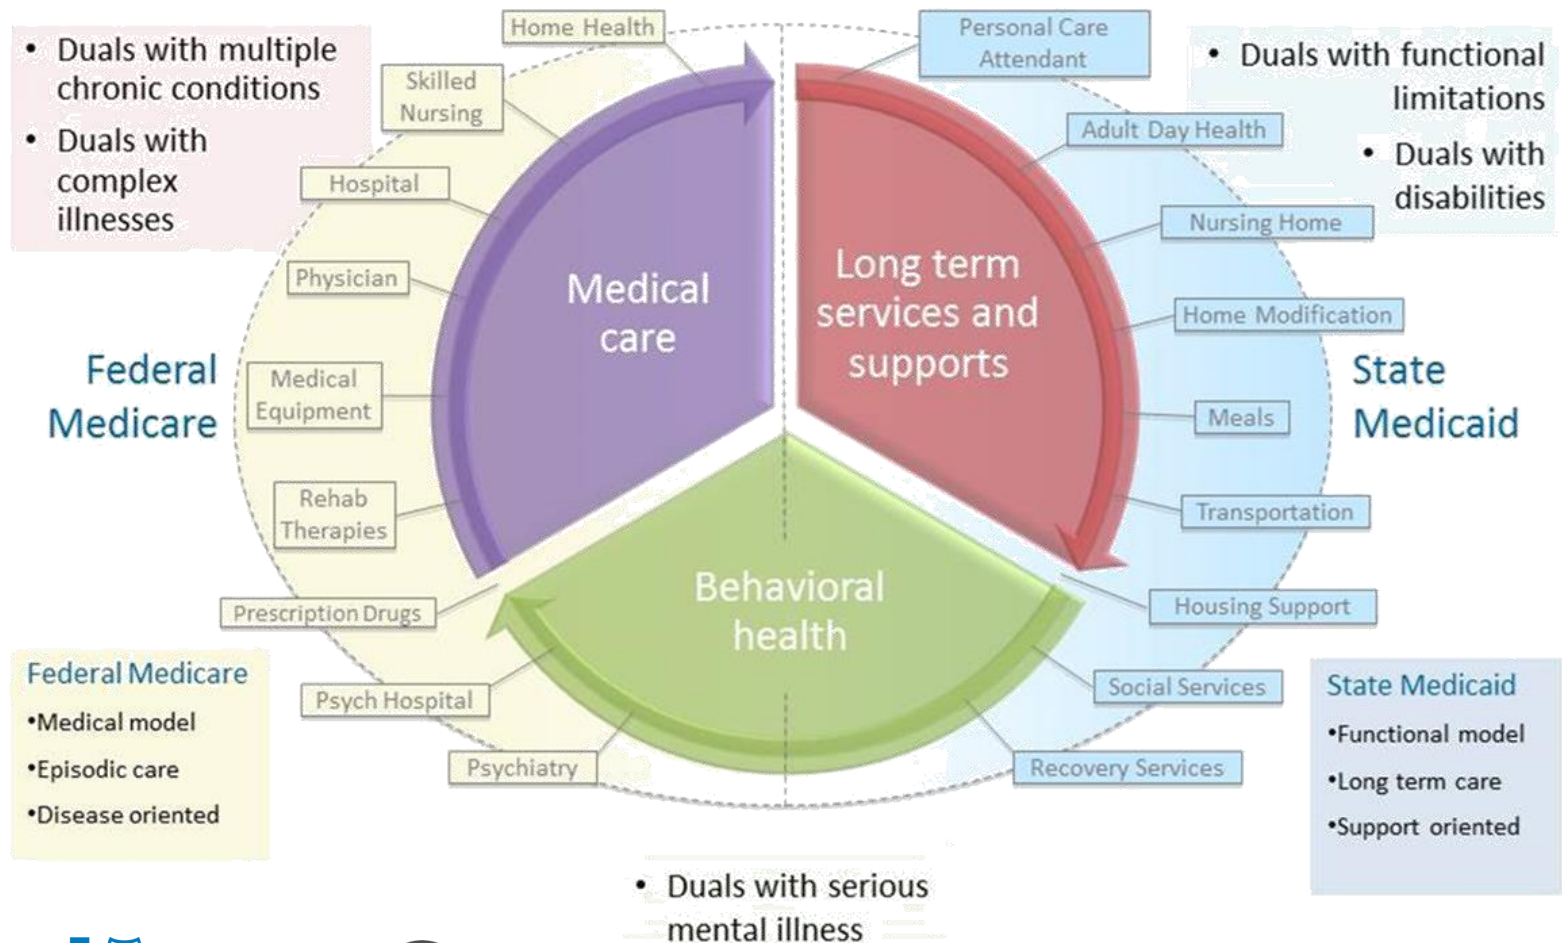 • Duals with multiple
chronic conditions
• Duals with
complex
illnesses
Home Health
Skilled
Nursing
Hospital
Physician
Medical
Equipment
Rehab
Therapies
Prescription Drugs
Psych Hospital
Psychiatry
Federal
Medicare
Medical
care
Long term
services and
supports
Behavioral
health
Personal Care
Attendant
Adult Day Health
Nursing Home
Home Modification
Meals
Transportation
Housing Support
Social Services
Recovery Services
• Duals with functional
limitations
• Duals with
disabilities
State
Medicaid
Federal Medicare
•Medical model
•Episodic care
•Disease oriented
State Medicaid
•Functional model
•Long term care
•Support oriented
• Duals with serious
mental illness